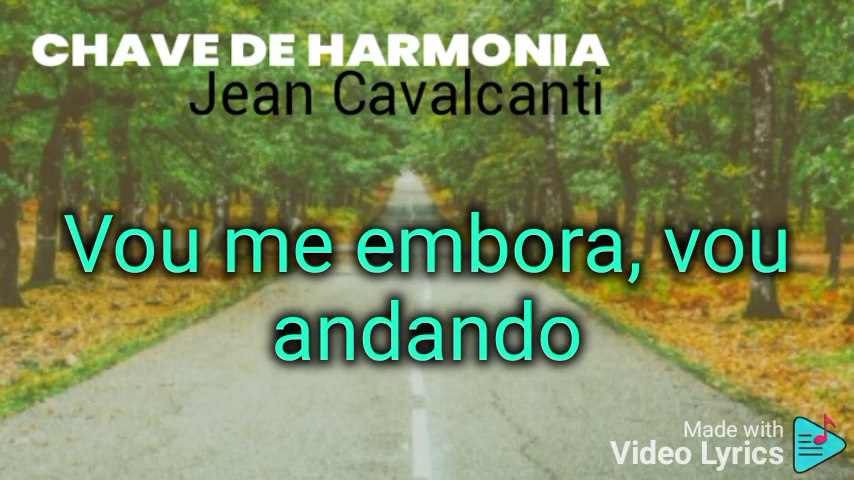 CHAVE DE HARMONIA
Jean Cavalcanti
Vou me embora, vou
andando
Made with
Video Lyrics